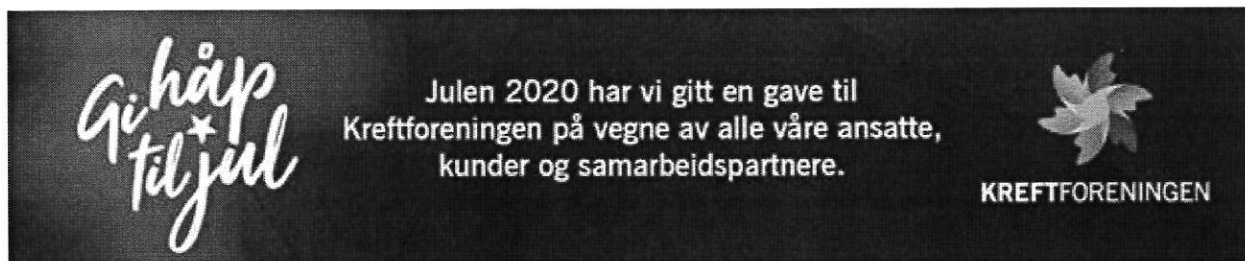 Gi håp
til jul
Julen 2020 har vi gitt en gave til
Kreftforeningen på vegne av alle våre ansatte,
kunder og samarbeidspartnere.
KREFTFORENINGEN